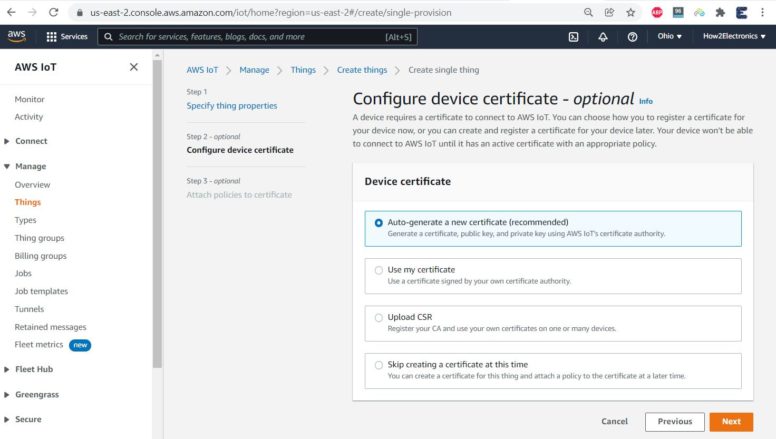 us-east-2.console.aws.amazon.com/iot/home?region=us-east-2#/create/single-provision
ABP
aws
Services
Search for services, features, blogs, docs, and more
[Alt+S]
Ohio
How2Electronics
AWS IoT
Monitor
Activity
Connect
Manage
Overview
Things
Types
Thing groups
Billing groups
Jobs
Job templates
Tunnels
Retained messages
Fleet metrics new
Fleet Hub
Greengrass
Secure
AWS IoT > Manage > Things > Create things > Create single thing
Step 1
Specify thing properties
Step 2 - optional
Configure device certificate
Step 3 - optional
Attach policies to certificate
Configure device certificate - optional Info
A device requires a certificate to connect to AWS IoT. You can choose how you to register a certificate for
your device now, or you can create and register a certificate for your device later. Your device won't be able
to connect to AWS IoT until it has an active certificate with an appropriate policy.
Device certificate
Auto-generate a new certificate (recommended)
Generate a certificate, public key, and private key using AWS IoT's certificate authority.
Use my certificate
Use a certificate signed by your own certificate authority.
Upload CSR
Register your CA and use your own certificates on one or many devices.
Skip creating a certificate at this time
You can create a certificate for this thing and attach a policy to the certificate at a later time.
Cancel
Previous
Next